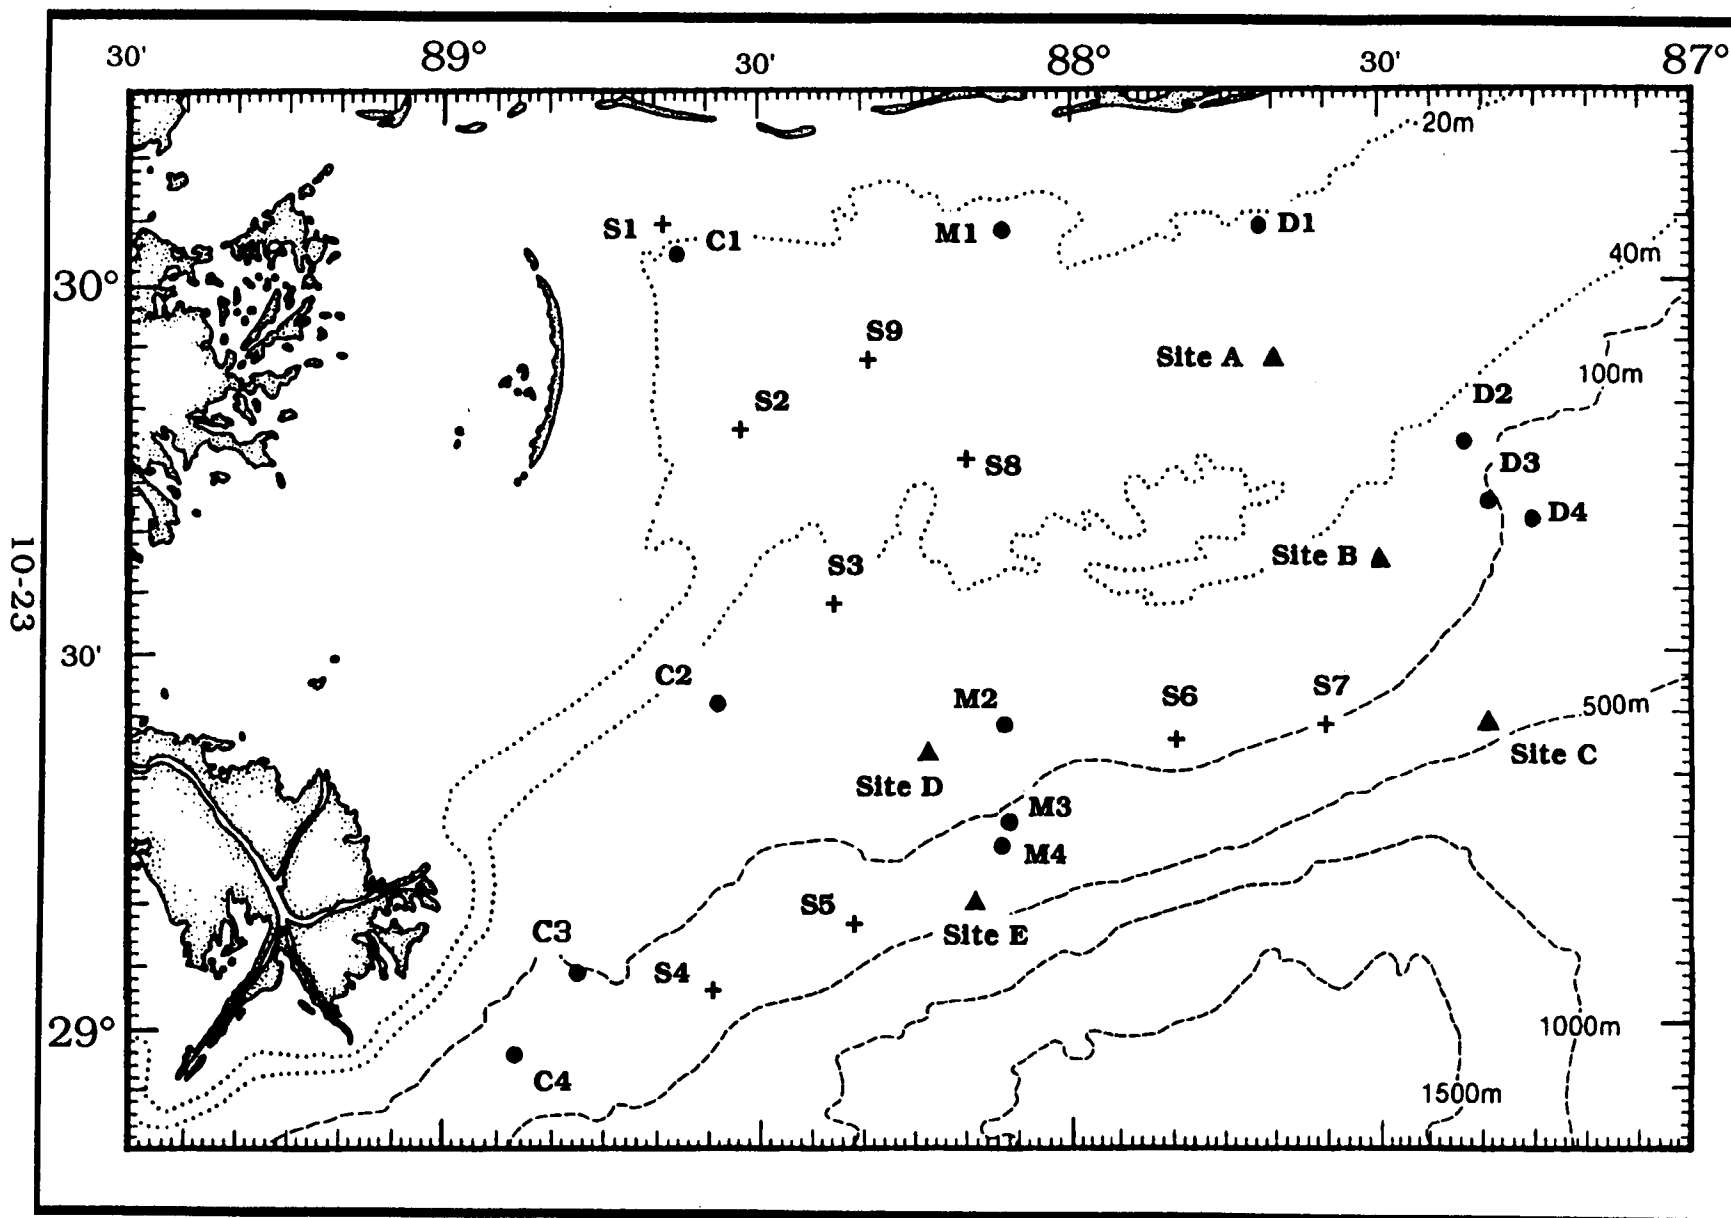 30'
89°
30'
88°
30'
87°
20m
S1
C1
M1
D1
40m
30°
S9
Site A
100m
D2
S2
S8
D3
D4
10-23
Site B
S3
30'
C2
M2
S6
S7
500m
Site C
Site D
M3
M4
S5
C3
Site E
S4
29°
1000m
C4
1500m